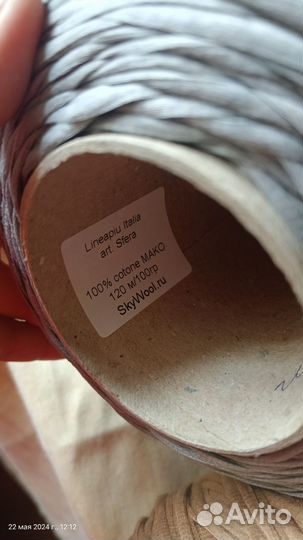 Lineapiu Italia
art. Sfera
100% cotone MAKO
120 м/100гр
SkyWool.ru
22 мая 2024 г., 12:12
Avito